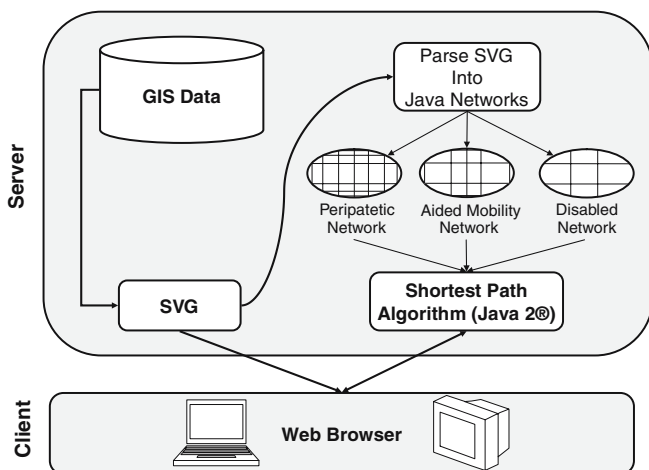 Server
GIS Data
Parse SVG
Into
Java Networks
Peripatetic
Network
Aided Mobility
Network
Disabled
Network
SVG
Shortest Path
Algorithm (Java 2®)
Client
Web Browser